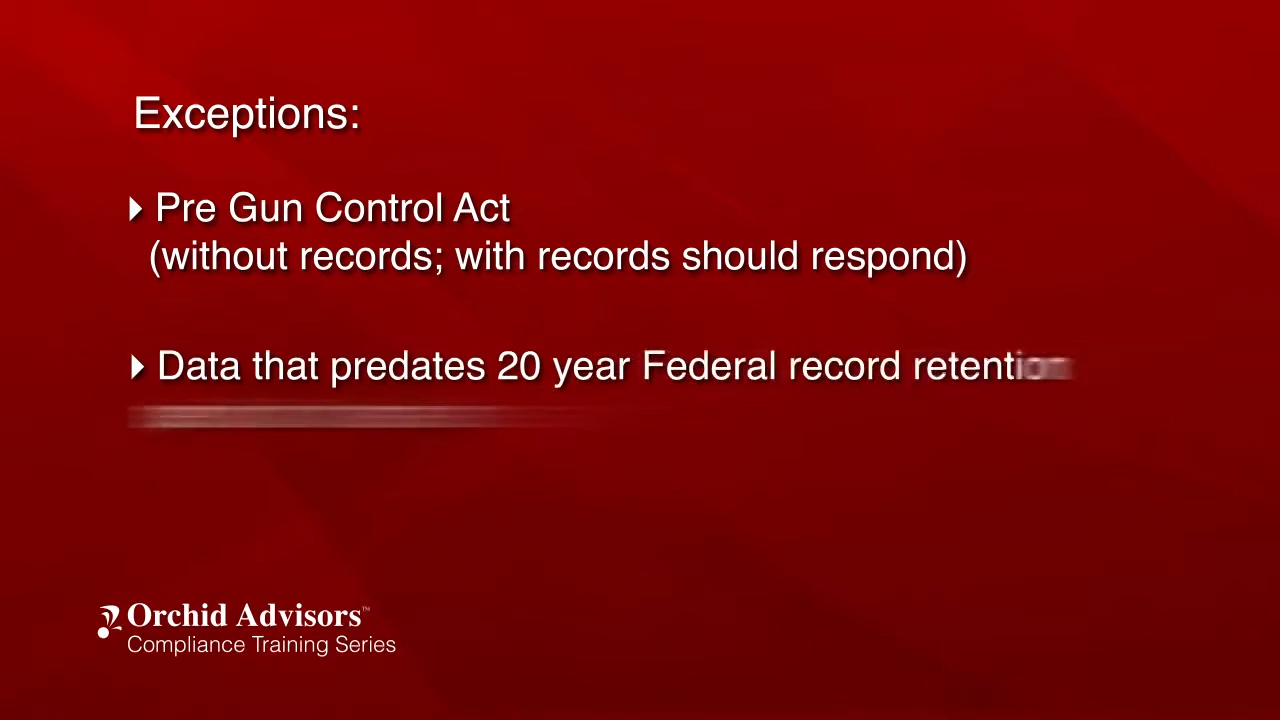 Exceptions:
Pre Gun Control Act
(without records; with records should respond)
Data that predates 20 year Federal record retention
Orchid Advisors™
Compliance Training Series